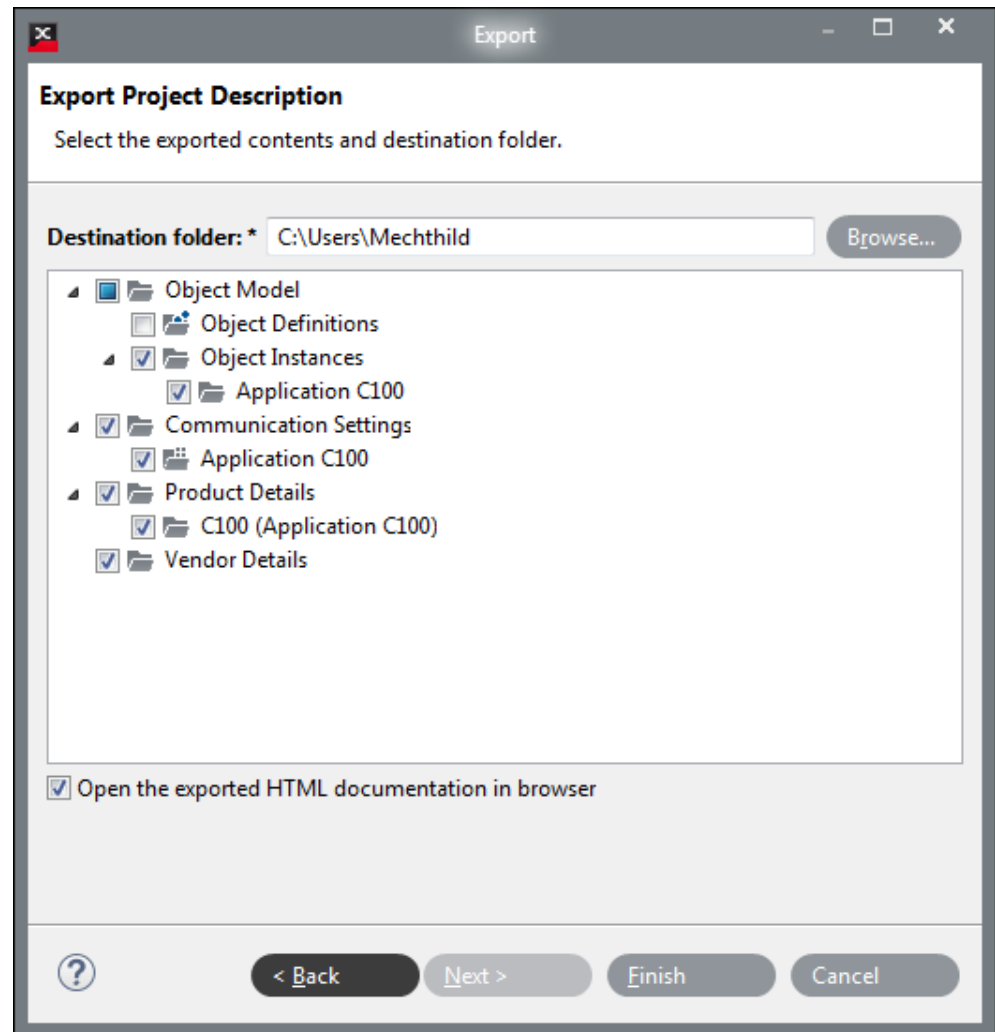 Export
Export Project Description
Select the exported contents and destination folder.
Destination folder: * C:\Users\Mechthild Browse...
Object Model
Object Definitions
Object Instances
Application C100
Communication Settings
Application C100
Product Details
C100 (Application C100)
Vendor Details
Open the exported HTML documentation in browser
? < Back Next > Finish Cancel